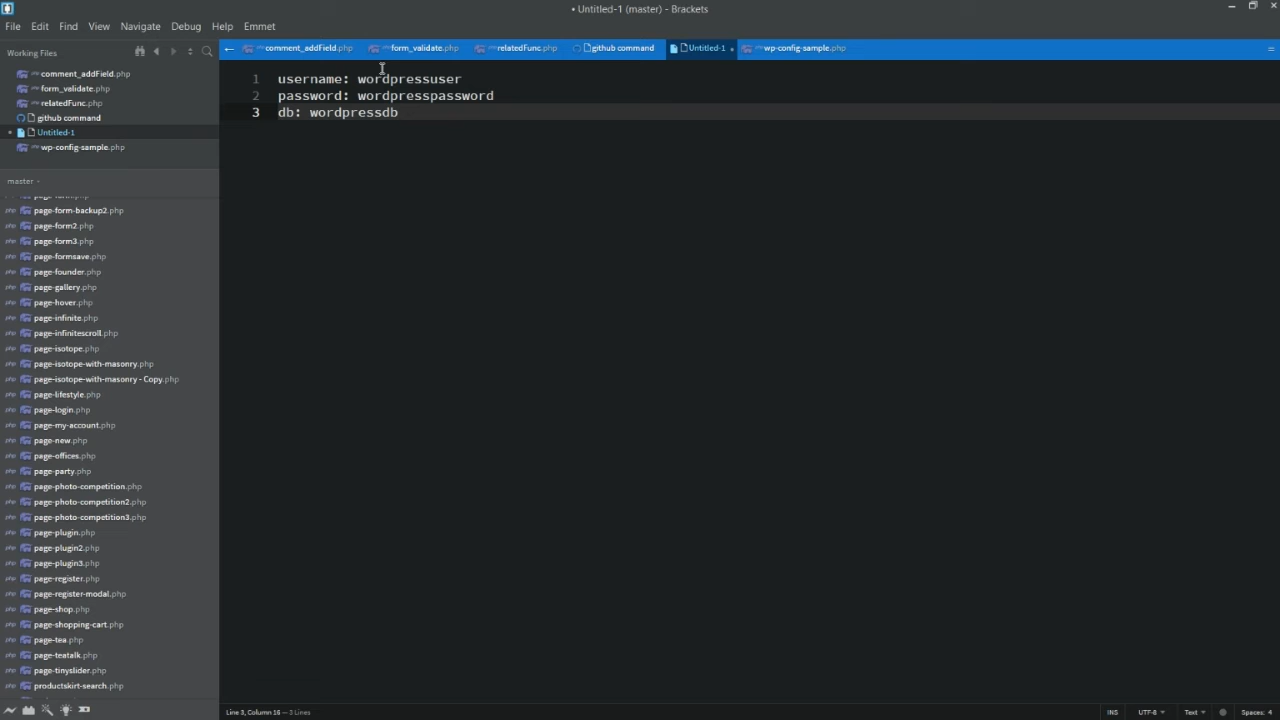 • Untitled-1 (master) - Brackets
File Edit Find View Navigate Debug Help Emmet
Working Files
comment_addField.php form_validate.php relatedFunc.php github command Untitled-1 wp-config-sample.php
comment_addField.php
form_validate.php
relatedFunc.php
github command
Untitled-1
wp-config-sample.php
master
1 username: wordpressuser
2 password: wordpresspassword
3 db: wordpressdb
page-form-backup2.php
page-form2.php
page-form3.php
page-formsave.php
page-founder.php
page-gallery.php
page-hover.php
page-infinite.php
page-infinitescroll.php
page-isotope.php
page-isotope-with-masonry.php
page-isotope-with-masonry - Copy.php
page-lifestyle.php
page-login.php
page-my-account.php
page-new.php
page-offices.php
page-party.php
page-photo-competition.php
page-photo-competition2.php
page-photo-competition3.php
page-plugin.php
page-plugin2.php
page-plugin3.php
page-register.php
page-register-modal.php
page-shop.php
page-shopping-cart.php
page-tea.php
page-teatalk.php
page-tinyslider.php
productskirt-search.php
Line 3, Column 16 — 3 Lines
INS UTF-8 Text Spaces: 4